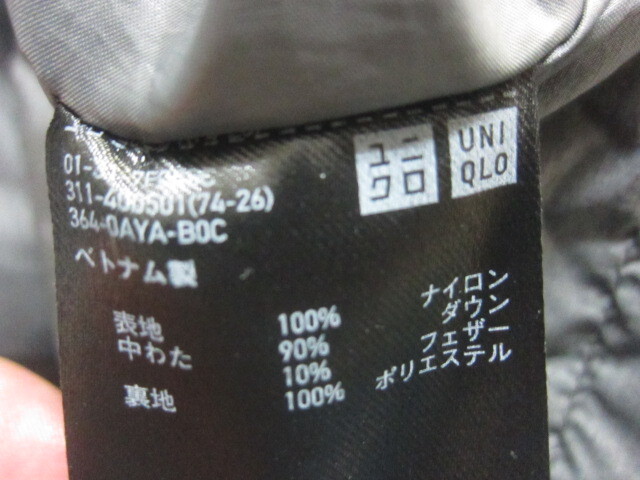 ユニクロ
UNIQLO
311-400501(74-26)
364-0AYA-B0C
ベトナム製
表地 100% ナイロン
中わた 90% ダウン
10% フェザー
裏地 100% ポリエステル